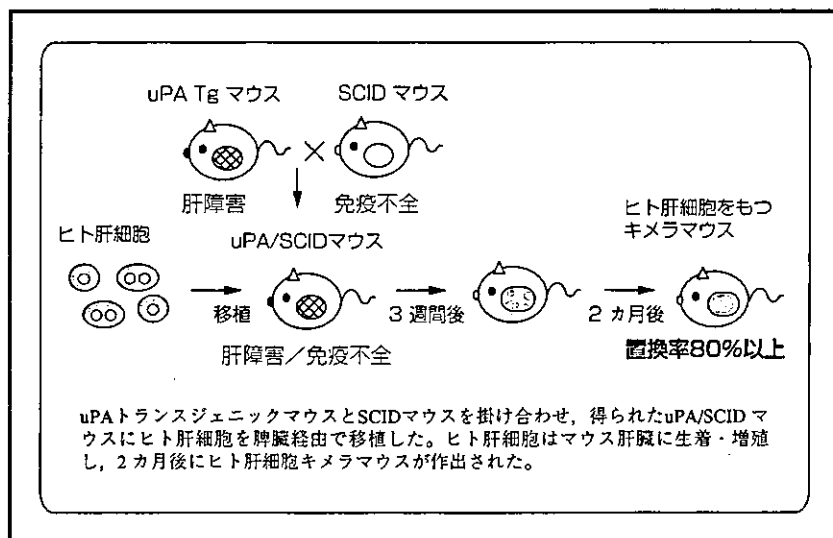 uPA Tg マウス
SCID マウス
×
肝障害
免疫不全
ヒト肝細胞
uPA/SCIDマウス
ヒト肝細胞をもつ
キメラマウス
移植
3 週間後
2 カ月後
肝障害/免疫不全
置換率80%以上
uPAトランスジェニックマウスとSCIDマウスを掛け合わせ,得られたuPA/SCID マ
ウスにヒト肝細胞を脾臓経由で移植した。ヒト肝細胞はマウス肝臓に生着・増殖
し,2 カ月後にヒト肝細胞キメラマウスが作出された。